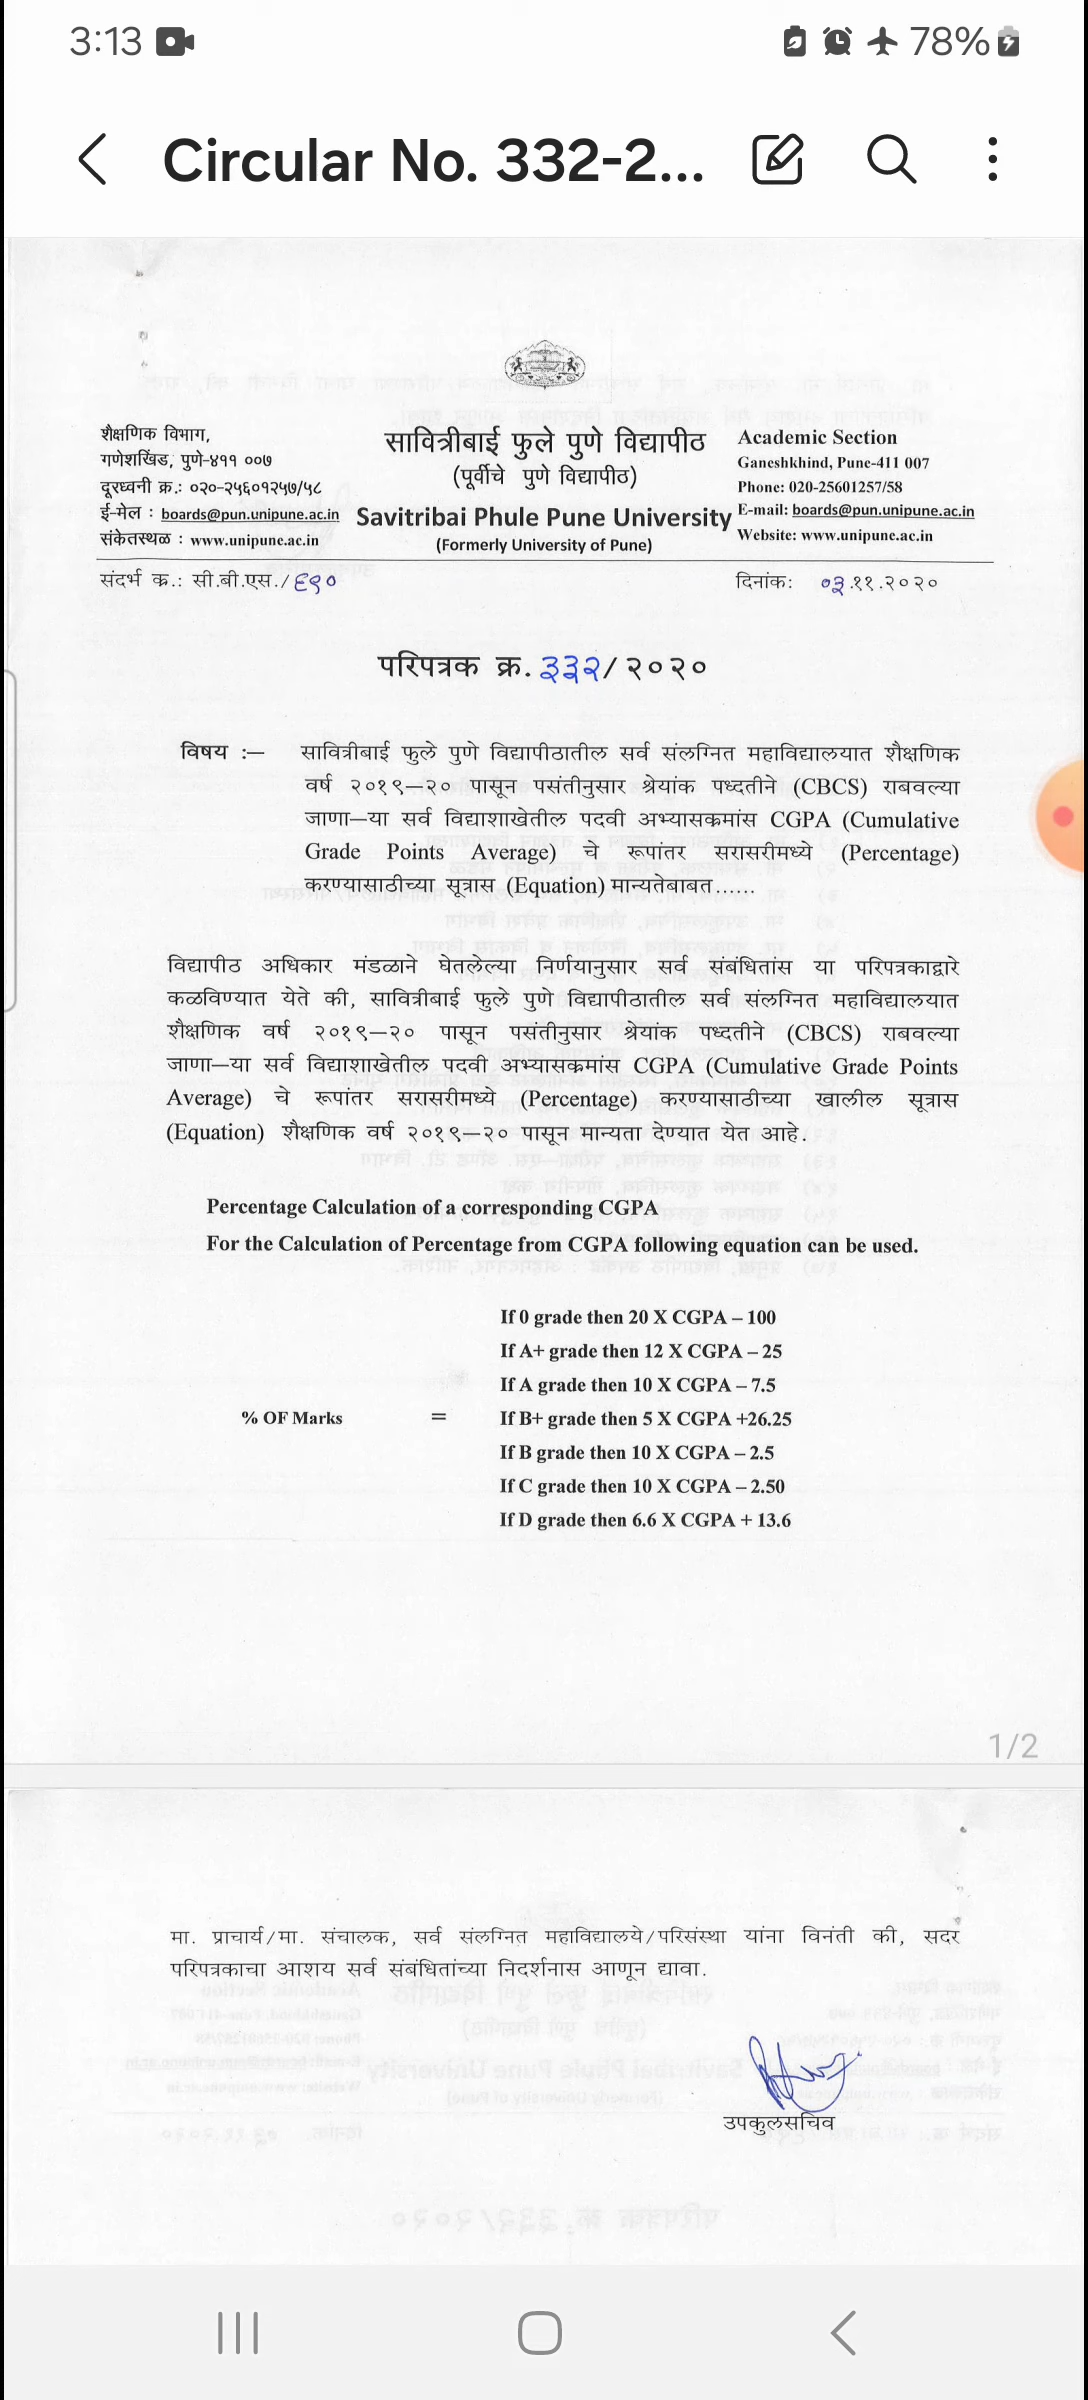 3:13
78%
Circular No. 332-2...
शैक्षणिक विभाग,
गणेशखिंड, पुणे-४११ ००७
दूरध्वनी क्र.: ०२०-२५६०१२५७/५८
ई-मेल : boards@pun.unipune.ac.in
संकेतस्थळ : www.unipune.ac.in
सावित्रीबाई फुले पुणे विद्यापीठ
(पूर्वीचे पुणे विद्यापीठ)
Savitribai Phule Pune University
(Formerly University of Pune)
Academic Section
Ganeshkhind, Pune-411 007
Phone: 020-25601257/58
E-mail: boards@pun.unipune.ac.in
Website: www.unipune.ac.in
संदर्भ क्र.: सी.बी.एस./६९०
दिनांक: ०३.११.२०२०
परिपत्रक क्र. ३३२/२०२०
विषय :— सावित्रीबाई फुले पुणे विद्यापीठातील सर्व संलग्नित महाविद्यालयात शैक्षणिक
वर्ष २०१९—२० पासून पसंतीनुसार श्रेयांक पध्दतीने (CBCS) राबवल्या
जाणा—या सर्व विद्याशाखेतील पदवी अभ्यासक्रमांस CGPA (Cumulative
Grade Points Average) चे रूपांतर सरासरीमध्ये (Percentage)
करण्यासाठीच्या सूत्रास (Equation) मान्यतेबाबत......
विद्यापीठ अधिकार मंडळाने घेतलेल्या निर्णयानुसार सर्व संबंधितांस या परिपत्रकाद्वारे
कळविण्यात येते की, सावित्रीबाई फुले पुणे विद्यापीठातील सर्व संलग्नित महाविद्यालयात
शैक्षणिक वर्ष २०१९—२० पासून पसंतीनुसार श्रेयांक पध्दतीने (CBCS) राबवल्या
जाणा—या सर्व विद्याशाखेतील पदवी अभ्यासक्रमांस CGPA (Cumulative Grade Points
Average) चे रूपांतर सरासरीमध्ये (Percentage) करण्यासाठीच्या खालील सूत्रास
(Equation) शैक्षणिक वर्ष २०१९—२० पासून मान्यता देण्यात येत आहे.
Percentage Calculation of a corresponding CGPA
For the Calculation of Percentage from CGPA following equation can be used.
If 0 grade then 20 X CGPA – 100
If A+ grade then 12 X CGPA – 25
If A grade then 10 X CGPA – 7.5
% OF Marks = If B+ grade then 5 X CGPA +26.25
If B grade then 10 X CGPA – 2.5
If C grade then 10 X CGPA – 2.50
If D grade then 6.6 X CGPA + 13.6
1/2
मा. प्राचार्य/मा. संचालक, सर्व संलग्नित महाविद्यालये/परिसंस्था यांना विनंती की, सदर
परिपत्रकाचा आशय सर्व संबंधितांच्या निदर्शनास आणून द्यावा.
उपकुलसचिव